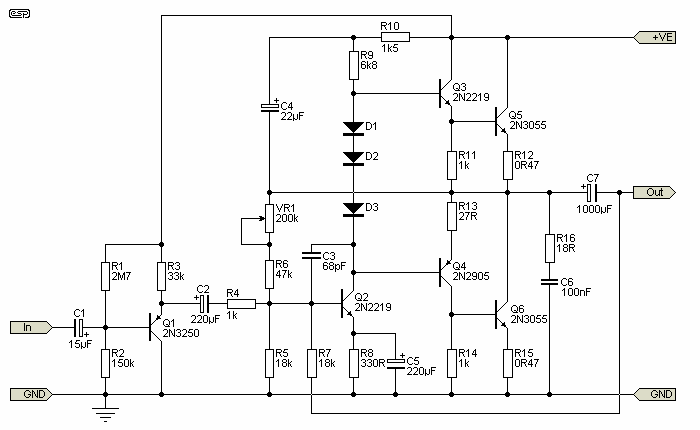 esp
R10
1k5
+VE
R9
6k8
Q3
2N2219
C4
22µF
D1
Q5
2N3055
D2
R11
1k
R12
0R47
C7
1000µF
Out
VR1
200k
D3
R13
27R
R16
18R
R1
2M7
R3
33k
R6
47k
C3
68pF
Q4
2N2905
C6
100nF
C2
220µF
R4
1k
Q2
2N2219
Q6
2N3055
C1
15µF
In
Q1
2N3250
R2
150k
R5
18k
R7
18k
R8
330R
C5
220µF
R14
1k
R15
0R47
GND
GND